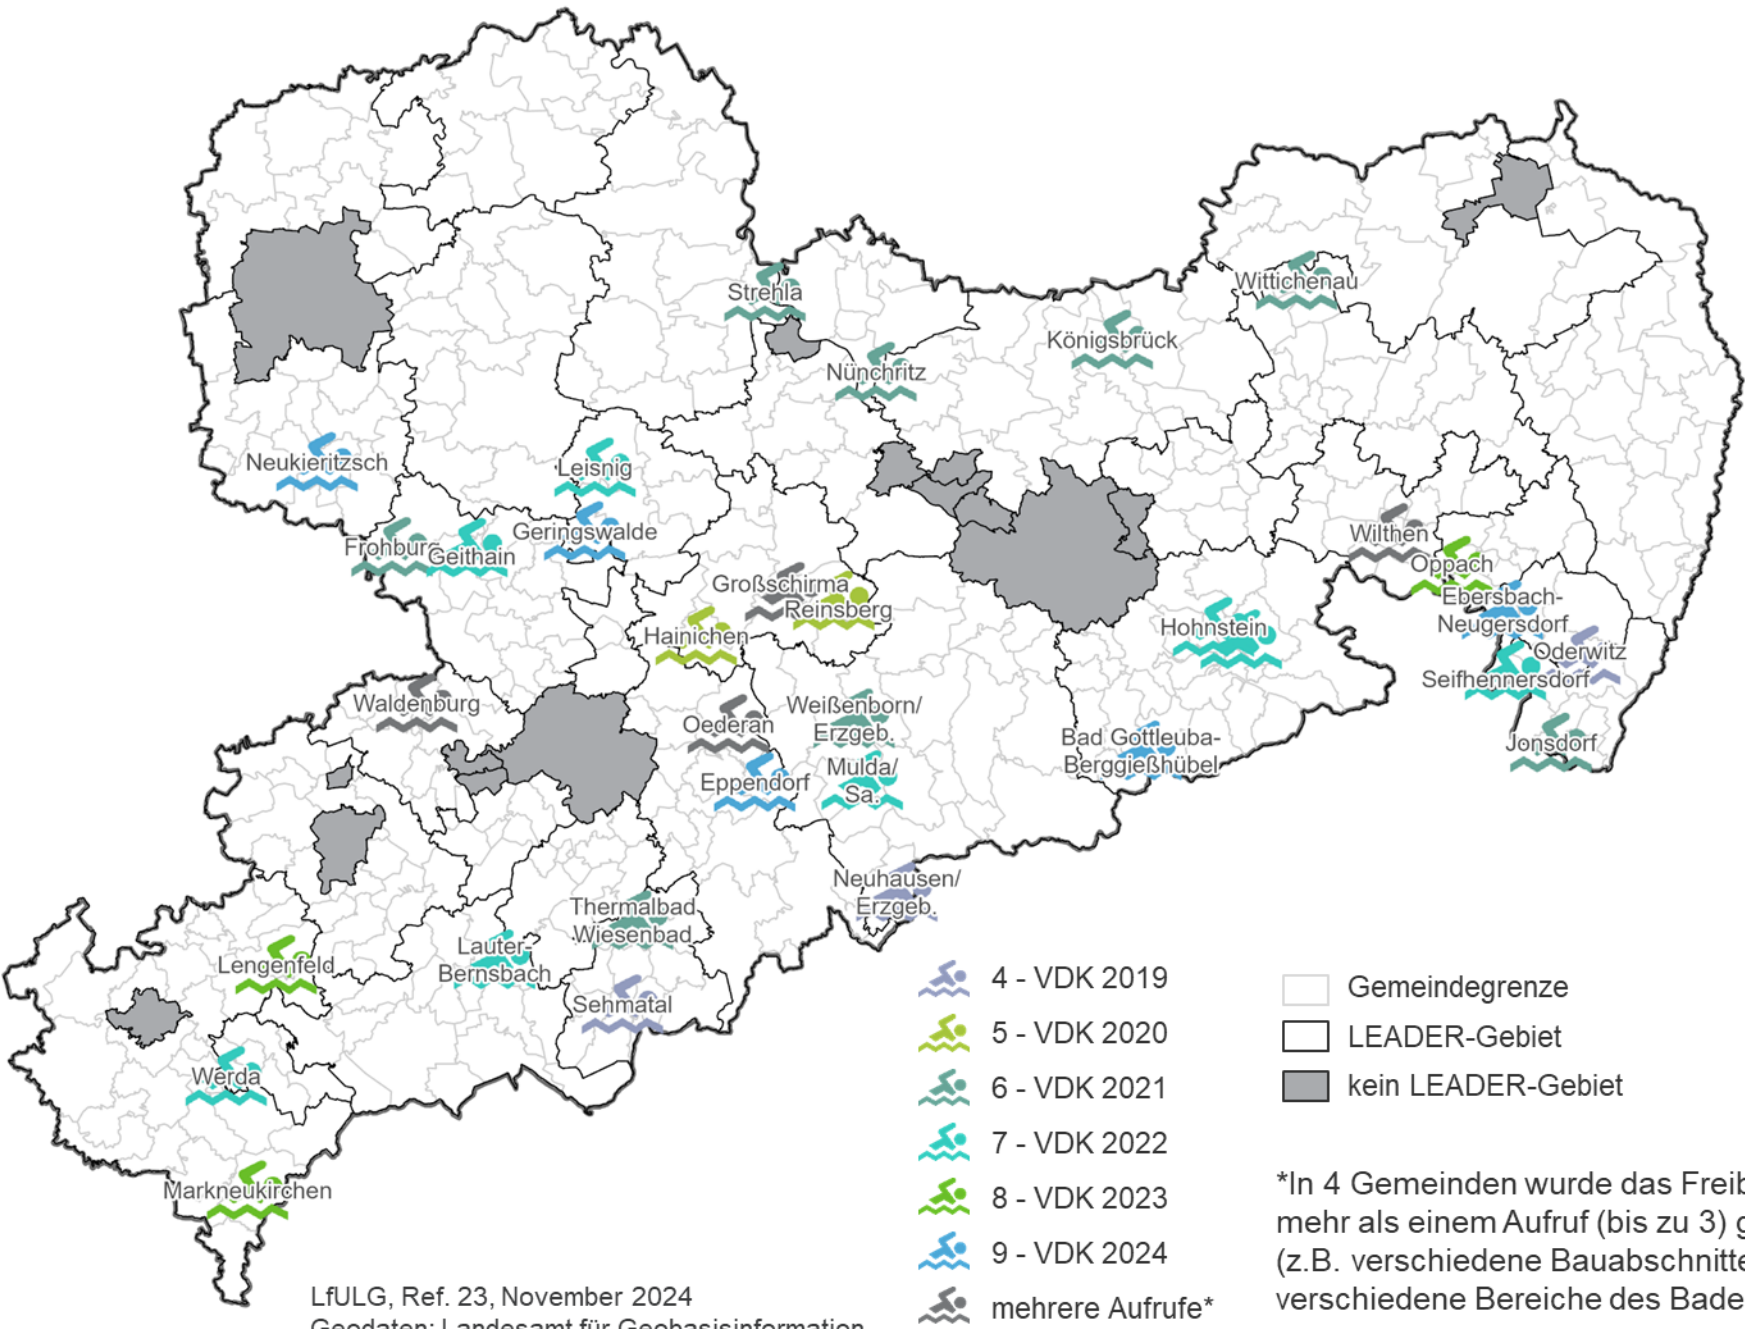 Strehla
Wittichenau
Königsbrück
Nünchritz
Neukieritzsch
Leisnig
Geringswalde
Frohburg
Geithain
Wilthen
Oppach
Großschirma
Reinsberg
Ebersbach-
Neugersdorf
Hainichen
Hohnstein
Oderwitz
Seifhennersdorf
Waldenburg
Oederan
Weißenborn/
Erzgeb.
Bad Gottleuba-
Berggießhübel
Jonsdorf
Eppendorf
Mulda/
Sa.
Neuhausen/
Erzgeb.
Thermalbad
Wiesenbad
Lauter-
Bernsbach
Lengenfeld
Sehmatal
Werda
Markneukirchen
4 - VDK 2019
5 - VDK 2020
6 - VDK 2021
7 - VDK 2022
8 - VDK 2023
9 - VDK 2024
mehrere Aufrufe*
Gemeindegrenze
LEADER-Gebiet
kein LEADER-Gebiet
*In 4 Gemeinden wurde das Freib
mehr als einem Aufruf (bis zu 3) g
(z.B. verschiedene Bauabschnitte
verschiedene Bereiche des Bade
LfULG, Ref. 23, November 2024
Geodaten: Landesamt für Geobasisinformation